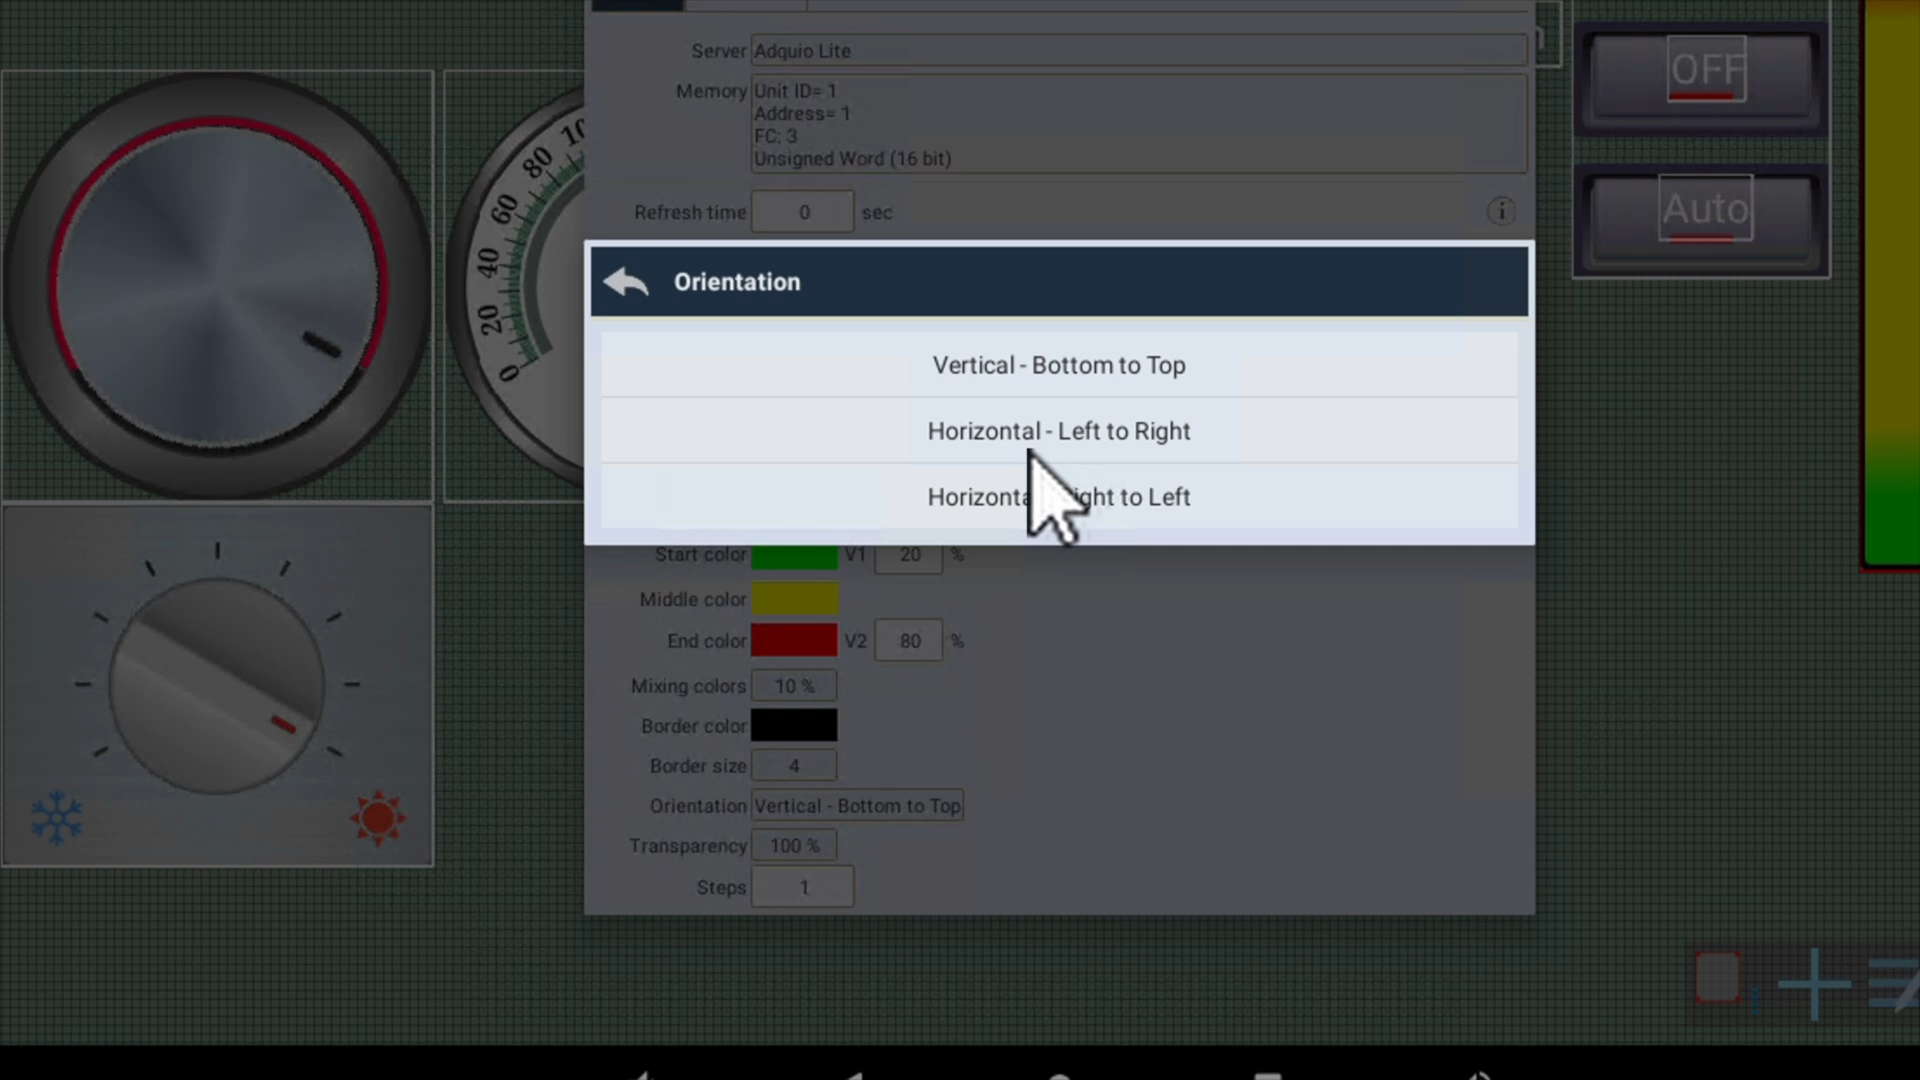 Server Adquio Lite
Memory Unit ID= 1
Address= 1
FC: 3
Unsigned Word (16 bit)
Refresh time 0 sec
Orientation
Vertical - Bottom to Top
Horizontal - Left to Right
to Left
Start color V1 20 %
Middle color
End color V2 80 %
Mixing colors 10 %
Border color
Border size 4
Orientation Vertical - Bottom to Top
Transparency 100 %
Steps 1
OFF
Auto
80
60
40
20
0